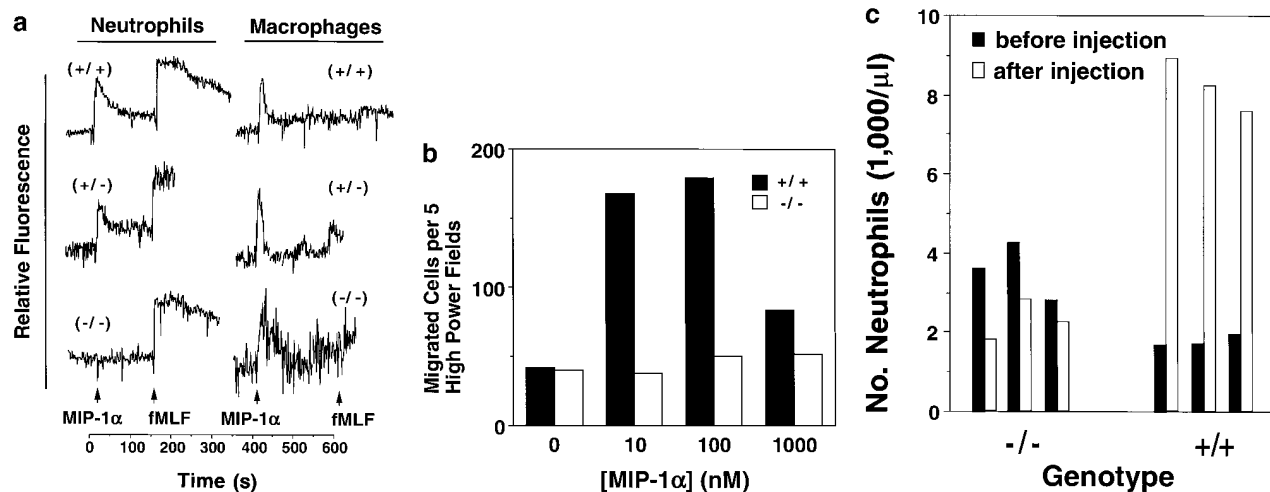 a
Neutrophils Macrophages
(+/+) (+/+)
(+/-) (+/-)
(-/-) (-/-)
Relative Fluorescence
MIP-1α fMLF MIP-1α fMLF
0 100 200 300 400 500 600
Time (s)
b
200
100
0
Migrated Cells per 5
High Power Fields
+/+
-/-
0 10 100 1000
[MIP-1α] (nM)
c
10
8
6
4
2
0
No. Neutrophils (1,000/μl)
before injection
after injection
-/- +/+
Genotype